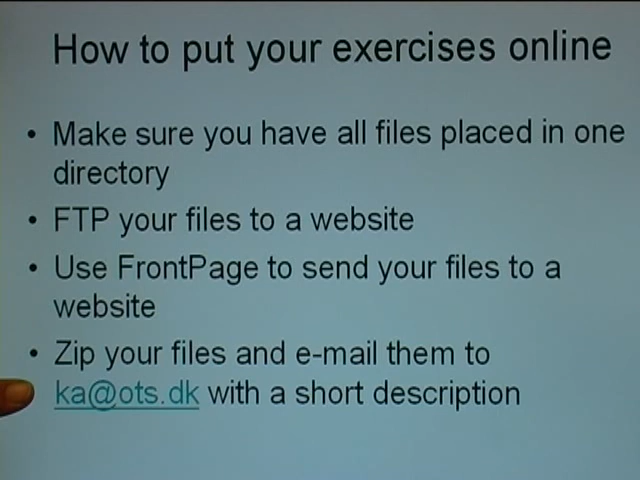 How to put your exercises online
• Make sure you have all files placed in one
directory
• FTP your files to a website
• Use FrontPage to send your files to a
website
• Zip your files and e-mail them to
ka@ots.dk with a short description